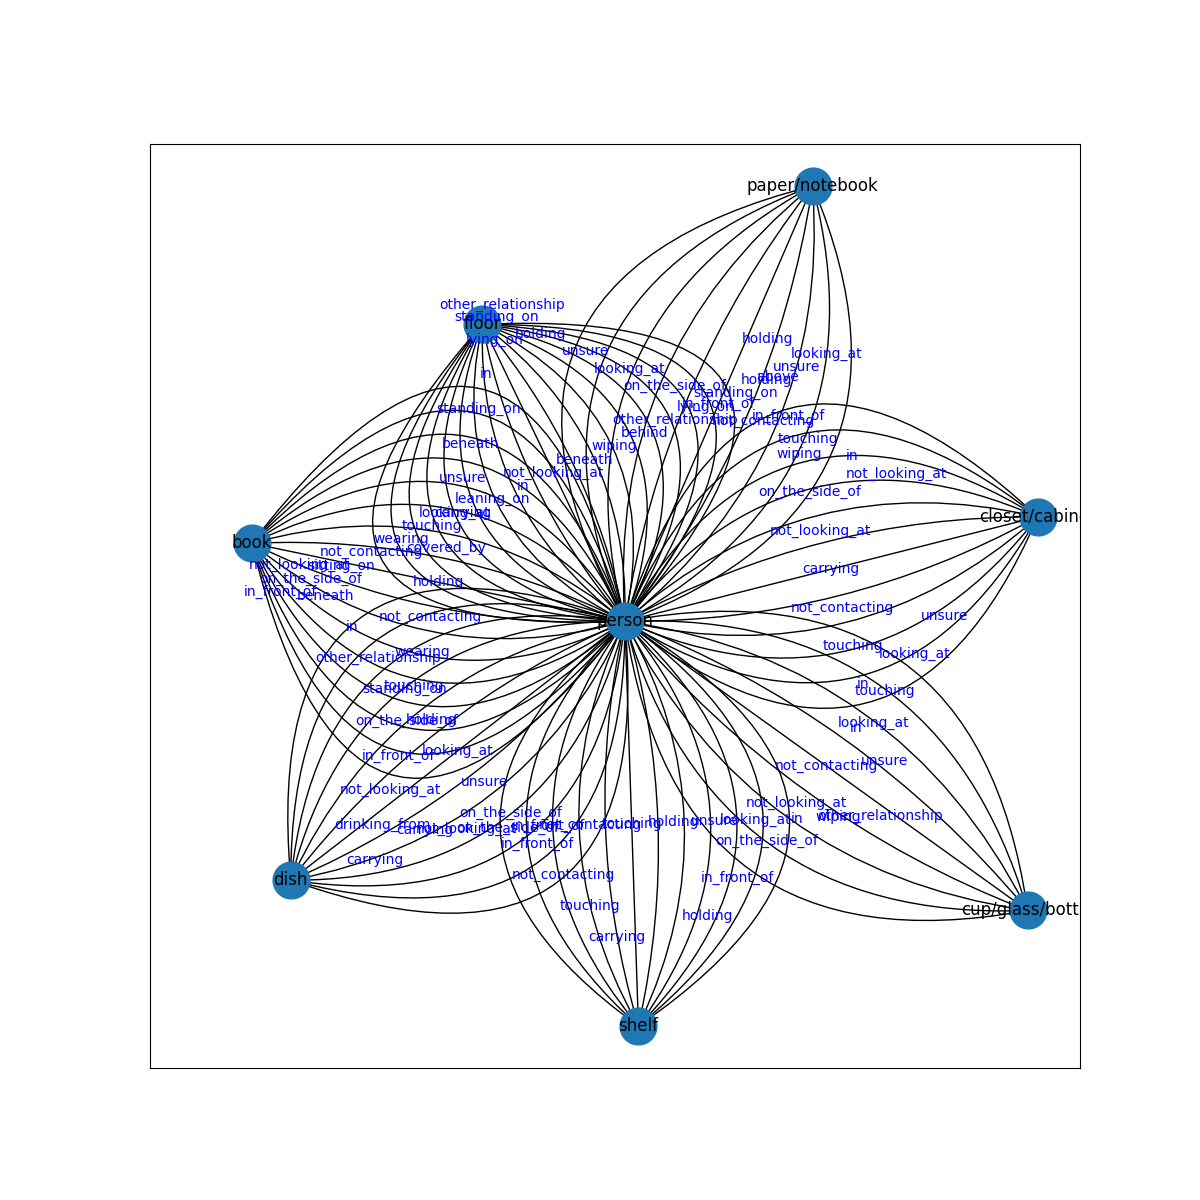 paper/notebook
other_relationship
standing_on
floor
holding
lying_on
holding
unsure
looking_at
looking_at
unsure
in
on_the_side_of
holding
above
standing_on
lying_on
in_front_of
standing_on
other_relationship
not_contacting
in_front_of
behind
touching
beneath
wiping
wiping
in
beneath
not_looking_at
not_looking_at
unsure
in
on_the_side_of
leaning_on
looking_at
carrying
closet/cabin
touching
not_looking_at
wearing
book
covered_by
not_contacting
not_looking_at
sitting_on
carrying
on_the_side_of
holding
in_front_of
beneath
not_contacting
unsure
not_contacting
person
in
touching
wearing
looking_at
other_relationship
touching
in
standing_on
touching
on_the_side_of
holding
looking_at
in
in_front_of
looking_at
unsure
not_contacting
unsure
not_looking_at
not_looking_at
on_the_side_of
wiping
other_relationship
drinking_from
carrying
touching
holding
unsure
looking_at
in
on_the_side_of
in_front_of
carrying
not_contacting
in_front_of
dish
touching
cup/glass/bott
holding
carrying
shelf